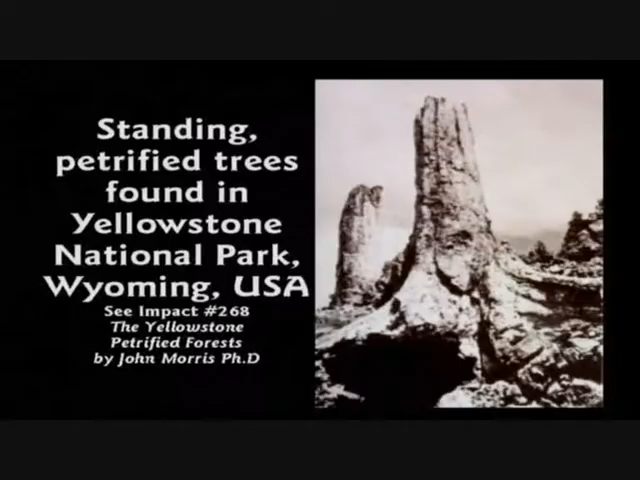 Standing,
petrified trees
found in
Yellowstone
National Park,
Wyoming, USA
See Impact #268
The Yellowstone
Petrified Forests
by John Morris Ph.D